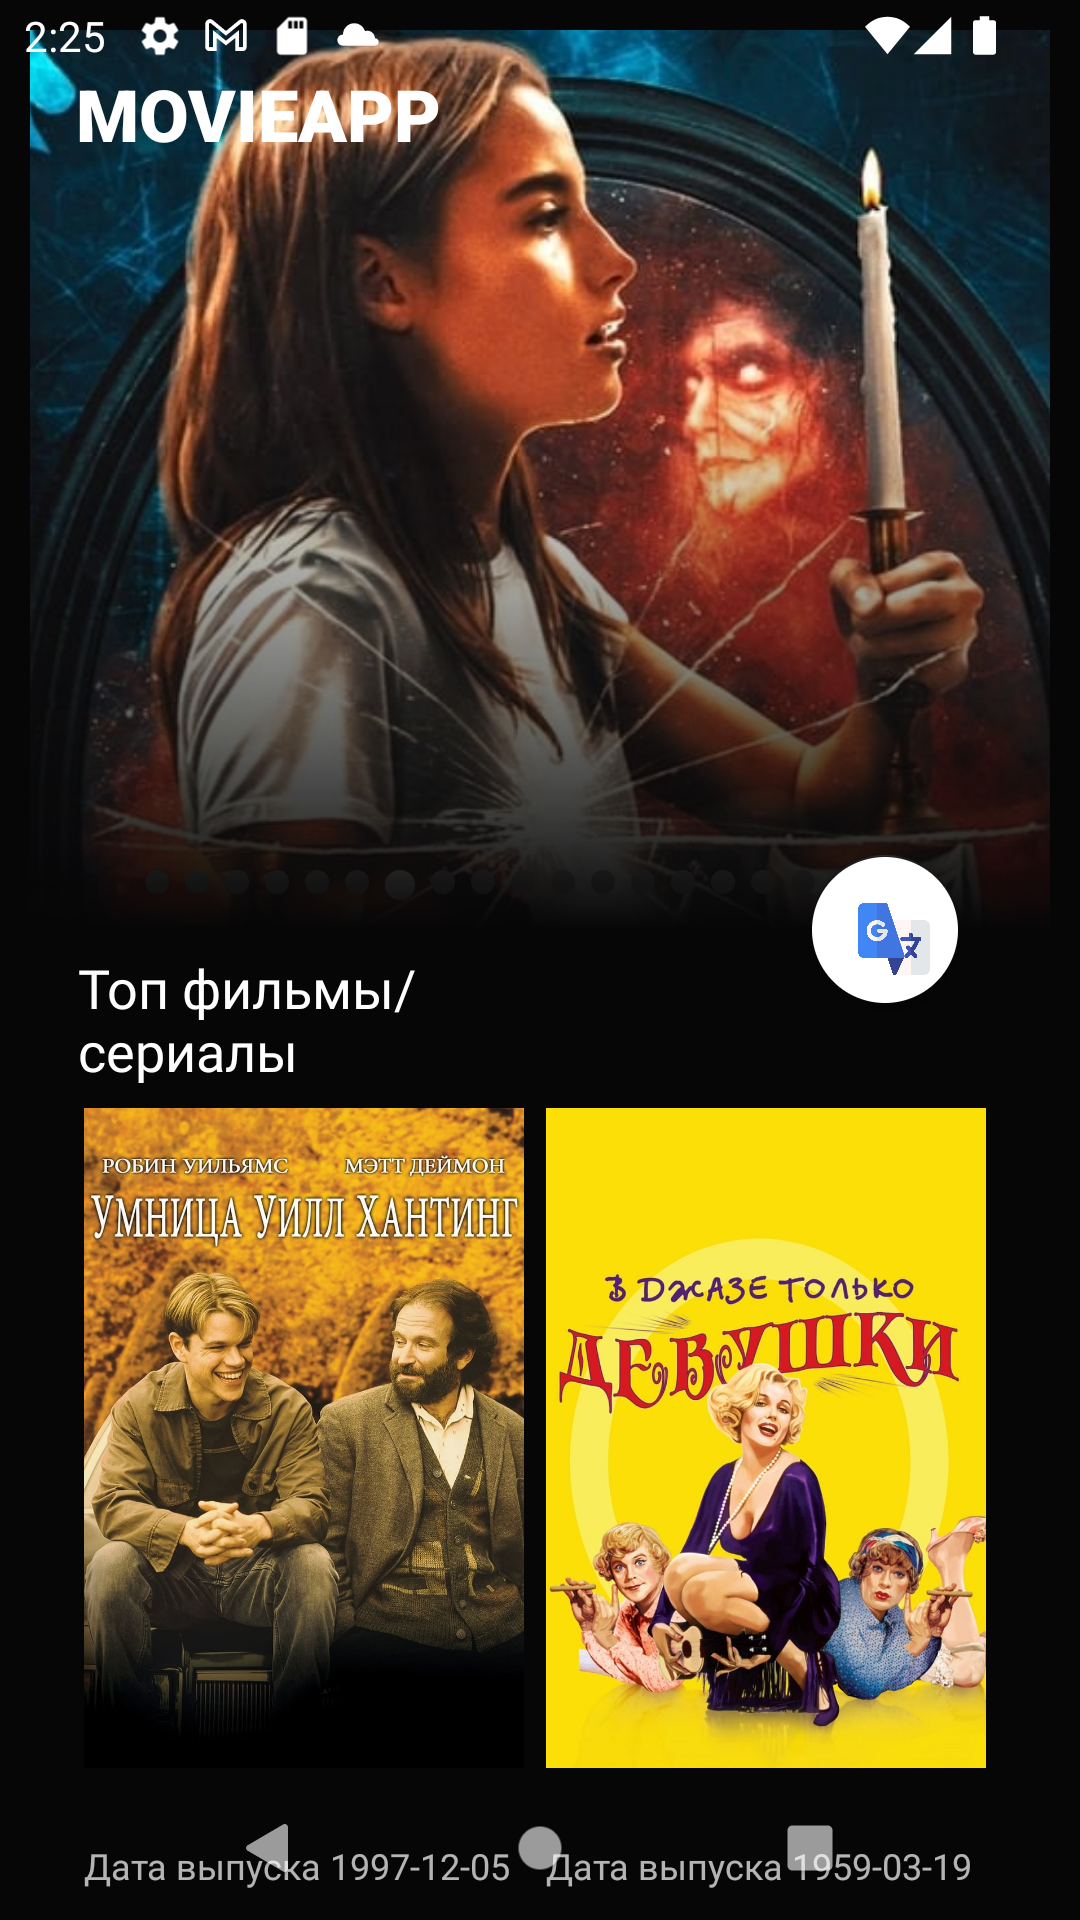 2:25
MOVIEAPP
Топ фильмы/
сериалы
РОБИН УИЛЬЯМС МЭТТ ДЕЙМОН
УМНИЦА УИЛЛ ХАНТИНГ
В ДЖАЗЕ ТОЛЬКО
ДЕВУШКИ
Дата выпуска 1997-12-05
Дата выпуска 1959-03-19